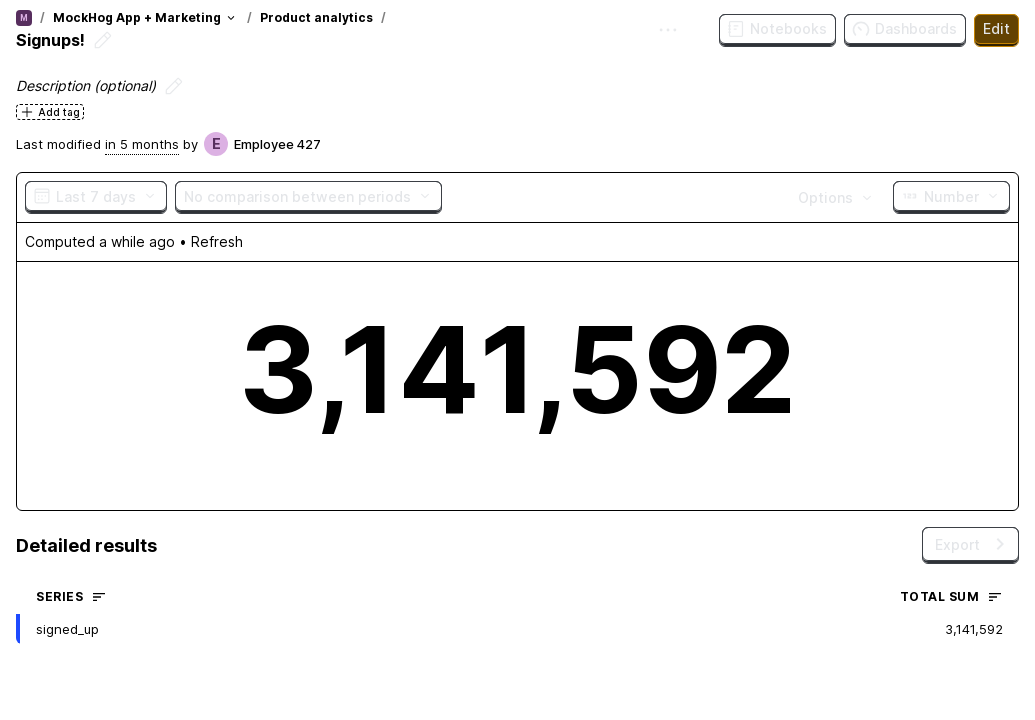 M / MockHog App + Marketing / Product analytics /
Signups!
Notebooks Dashboards Edit
Description (optional)
Add tag
Last modified in 5 months by E Employee 427
Last 7 days No comparison between periods Options 123 Number
Computed a while ago • Refresh
3,141,592
Detailed results
Export
SERIES TOTAL SUM
signed_up 3,141,592